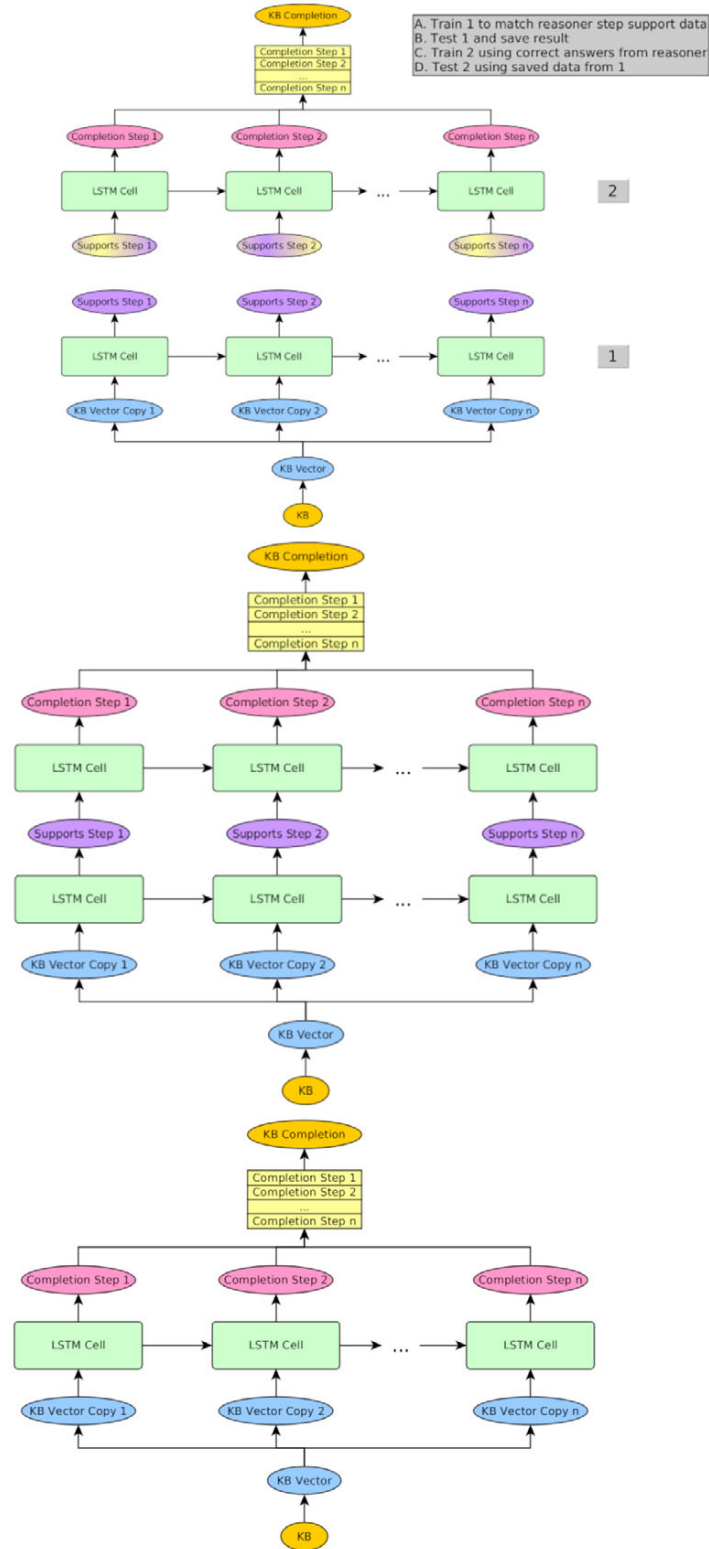 KB Completion
A. Train 1 to match reasoner step support data
B. Test 1 and save result
C. Train 2 using correct answers from reasoner
D. Test 2 using saved data from 1
Completion Step 1
Completion Step 2
...
Completion Step n
Completion Step 1 Completion Step 2 Completion Step n
LSTM Cell LSTM Cell ... LSTM Cell 2
Supports Step 1 Supports Step 2 Supports Step n
Supports Step 1 Supports Step 2 Supports Step n
LSTM Cell LSTM Cell ... LSTM Cell 1
KB Vector Copy 1 KB Vector Copy 2 KB Vector Copy n
KB Vector
KB
KB Completion
Completion Step 1
Completion Step 2
...
Completion Step n
Completion Step 1 Completion Step 2 Completion Step n
LSTM Cell LSTM Cell ... LSTM Cell
Supports Step 1 Supports Step 2 Supports Step n
LSTM Cell LSTM Cell ... LSTM Cell
KB Vector Copy 1 KB Vector Copy 2 KB Vector Copy n
KB Vector
KB
KB Completion
Completion Step 1
Completion Step 2
...
Completion Step n
Completion Step 1 Completion Step 2 Completion Step n
LSTM Cell LSTM Cell ... LSTM Cell
KB Vector Copy 1 KB Vector Copy 2 KB Vector Copy n
KB Vector
KB